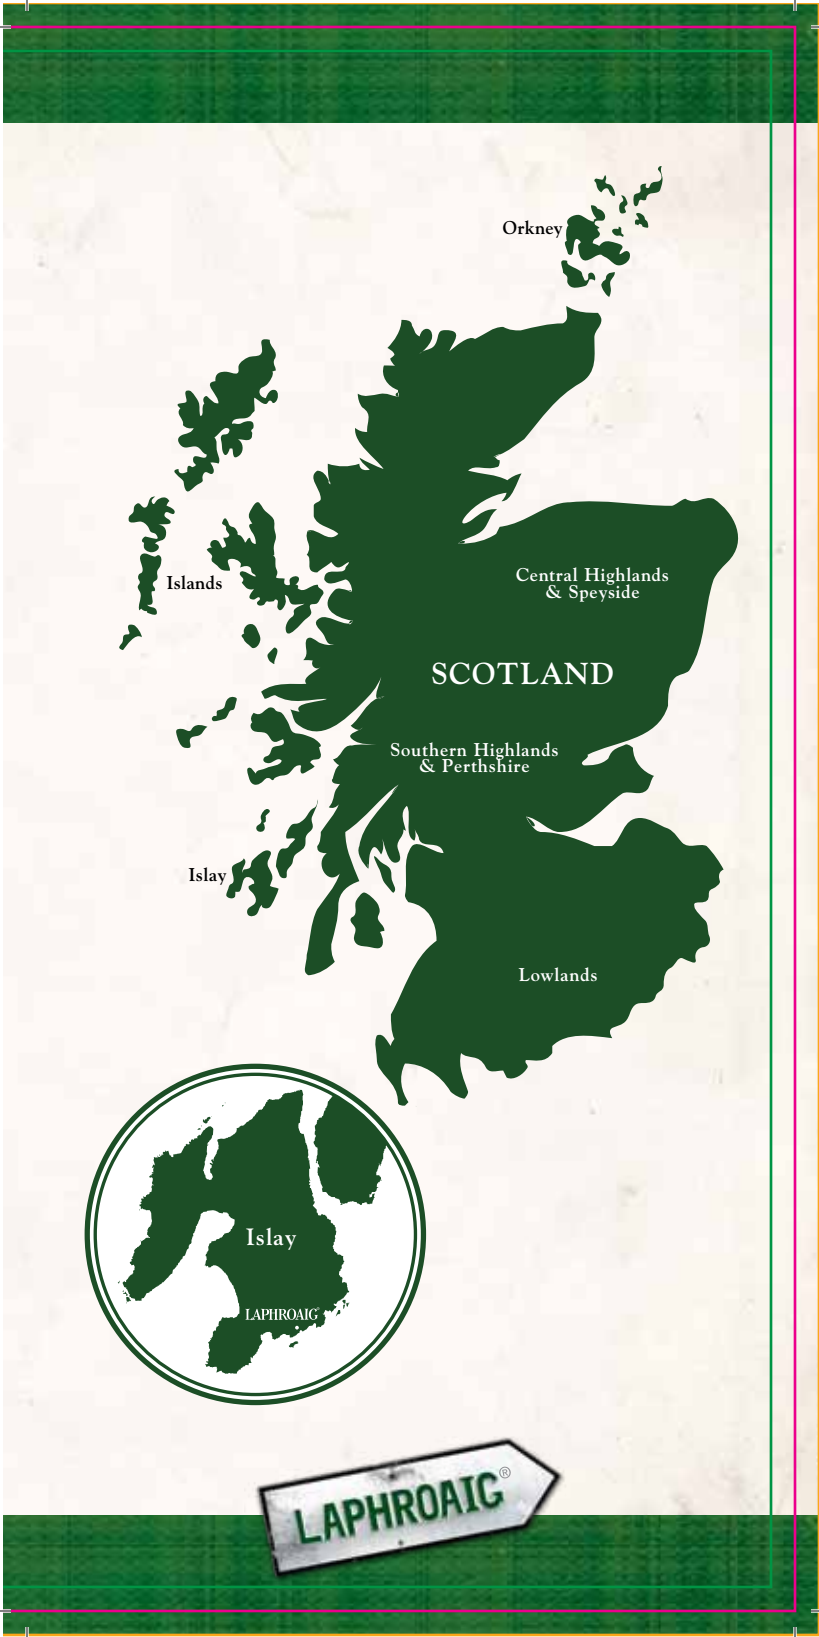 Orkney
Islands
Central Highlands
& Speyside
SCOTLAND
Southern Highlands
& Perthshire
Islay
Lowlands
Islay
LAPHROAIG®
LAPHROAIG®